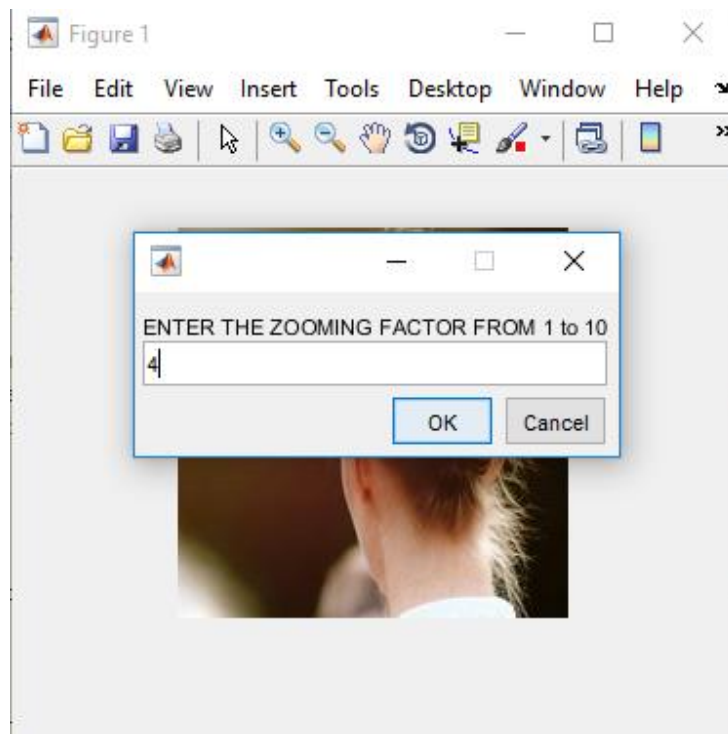 Figure 1
File Edit View Insert Tools Desktop Window Help
ENTER THE ZOOMING FACTOR FROM 1 to 10
4
OK Cancel